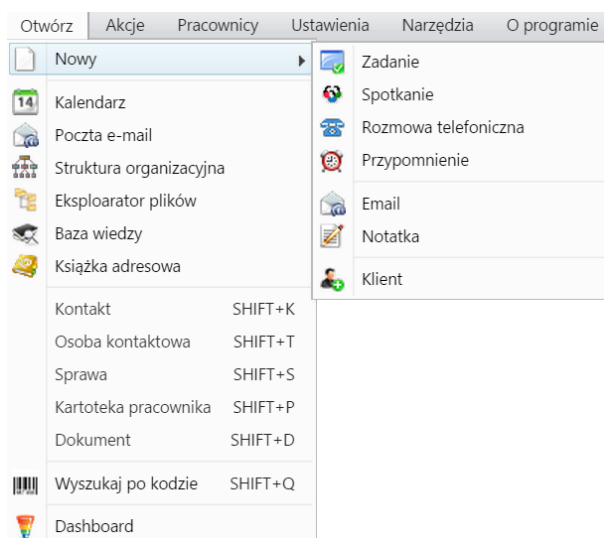 Otwórz Akcje Pracownicy Ustawienia Narzędzia O programie
Nowy
Kalendarz
14
Poczta e-mail
Struktura organizacyjna
Eksploarator plików
Baza wiedzy
Książka adresowa
Kontakt SHIFT+K
Osoba kontaktowa SHIFT+T
Sprawa SHIFT+S
Kartoteka pracownika SHIFT+P
Dokument SHIFT+D
Wyszukaj po kodzie SHIFT+Q
Dashboard
Zadanie
Spotkanie
Rozmowa telefoniczna
Przypomnienie
Email
Notatka
Klient